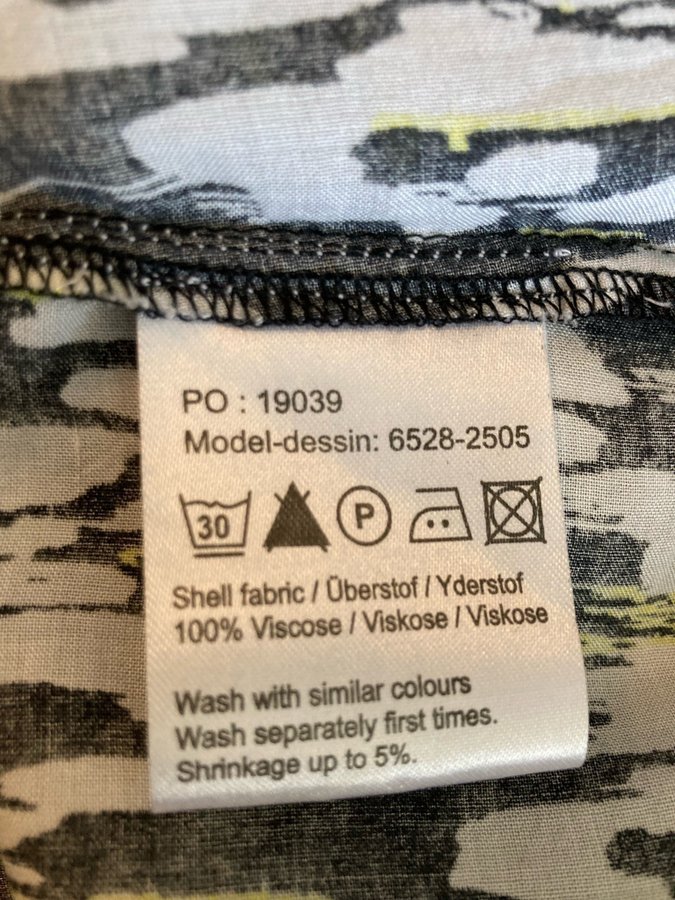 PO : 19039
Model-dessin: 6528-2505
30 P
Shell fabric / Überstof / Yderstof
100% Viscose / Viskose / Viskose
Wash with similar colours
Wash separately first times.
Shrinkage up to 5%.